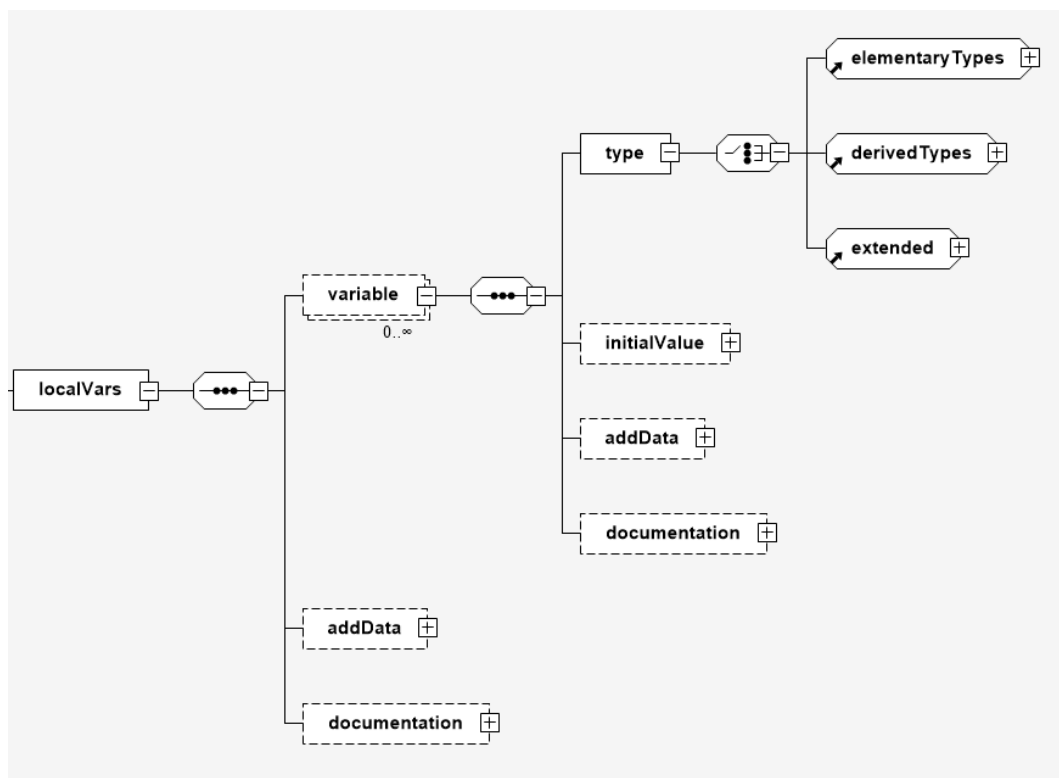 elementaryTypes
type
derivedTypes
extended
variable
0..∞
initialValue
localVars
addData
documentation
addData
documentation